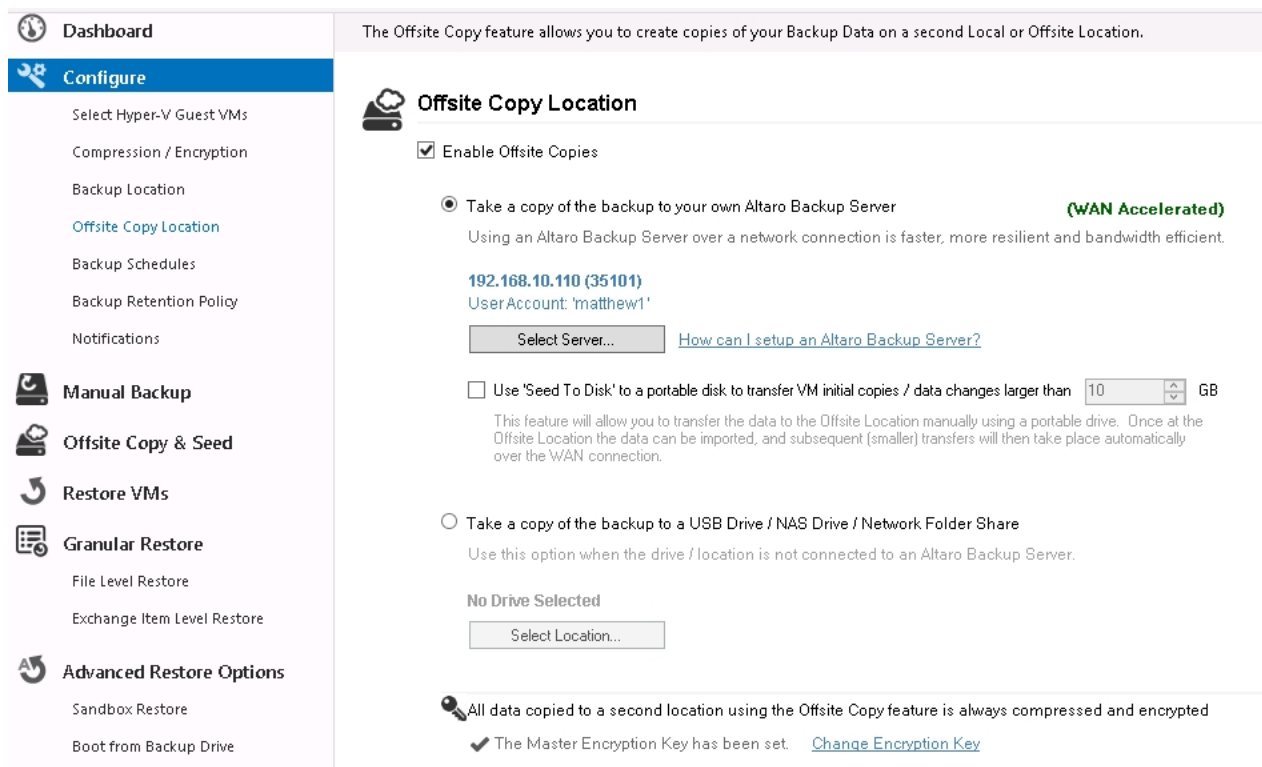 Dashboard
Configure
Select Hyper-V Guest VMs
Compression / Encryption
Backup Location
Offsite Copy Location
Backup Schedules
Backup Retention Policy
Notifications
Manual Backup
Offsite Copy & Seed
Restore VMs
Granular Restore
File Level Restore
Exchange Item Level Restore
Advanced Restore Options
Sandbox Restore
Boot from Backup Drive
The Offsite Copy feature allows you to create copies of your Backup Data on a second Local or Offsite Location.
Offsite Copy Location
Enable Offsite Copies
Take a copy of the backup to your own Altaro Backup Server (WAN Accelerated)
Using an Altaro Backup Server over a network connection is faster, more resilient and bandwidth efficient.
192.168.10.110 (35101)
User Account: 'matthew1'
Select Server... How can I setup an Altaro Backup Server?
Use 'Seed To Disk' to a portable disk to transfer VM initial copies / data changes larger than 10 GB
This feature will allow you to transfer the data to the Offsite Location manually using a portable drive. Once at the
Offsite Location the data can be imported, and subsequent (smaller) transfers will then take place automatically
over the WAN connection.
Take a copy of the backup to a USB Drive / NAS Drive / Network Folder Share
Use this option when the drive / location is not connected to an Altaro Backup Server.
No Drive Selected
Select Location...
All data copied to a second location using the Offsite Copy feature is always compressed and encrypted
The Master Encryption Key has been set. Change Encryption Key